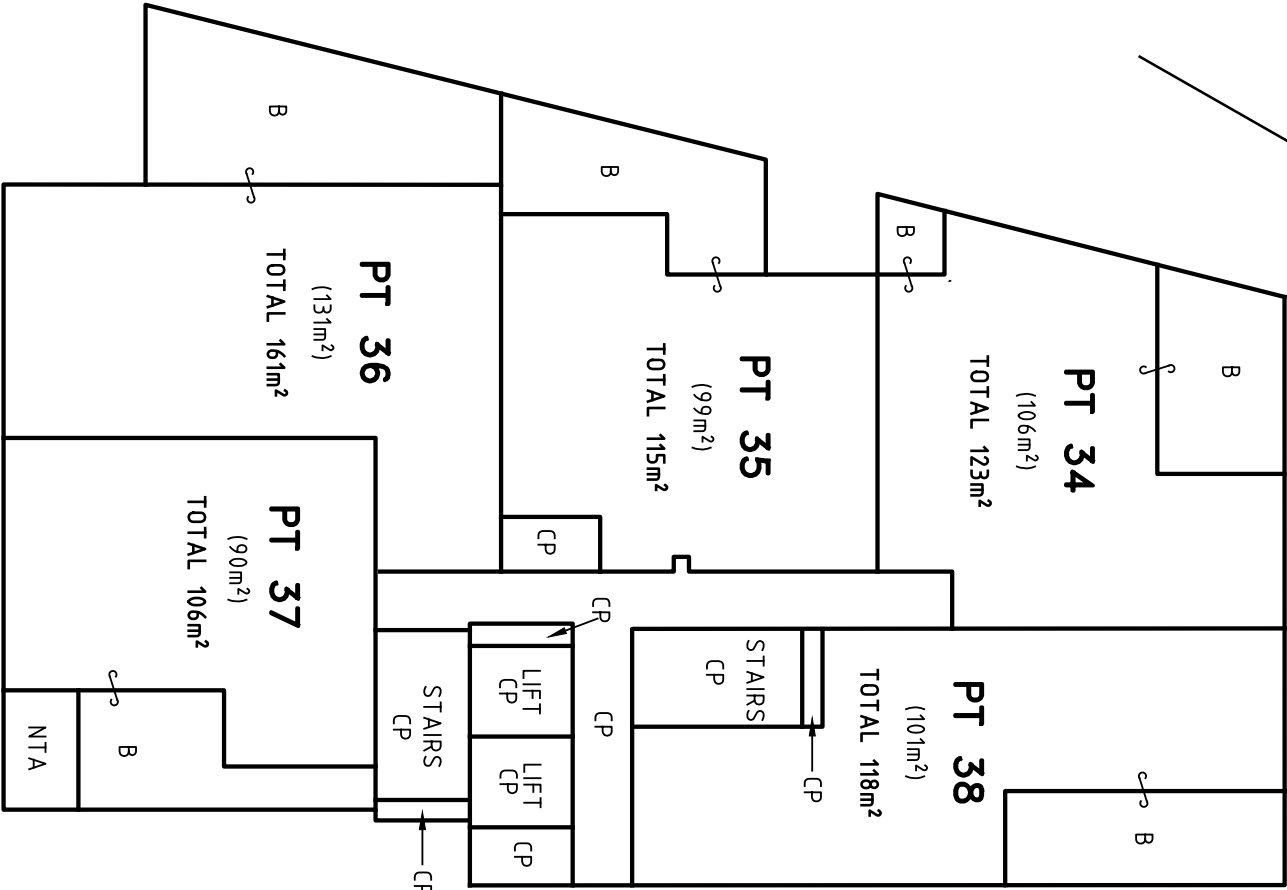 B
B
B
B
PT 36
(131m²)
TOTAL 161m²
PT 35
(99m²)
TOTAL 115m²
PT 34
(106m²)
TOTAL 123m²
CP
PT 37
(90m²)
TOTAL 106m²
NTA
B
CP
LIFT
CP
LIFT
CP
CP
CP
STAIRS
CP
CP
STAIRS
CP
CP
PT 38
(101m²)
TOTAL 118m²
B